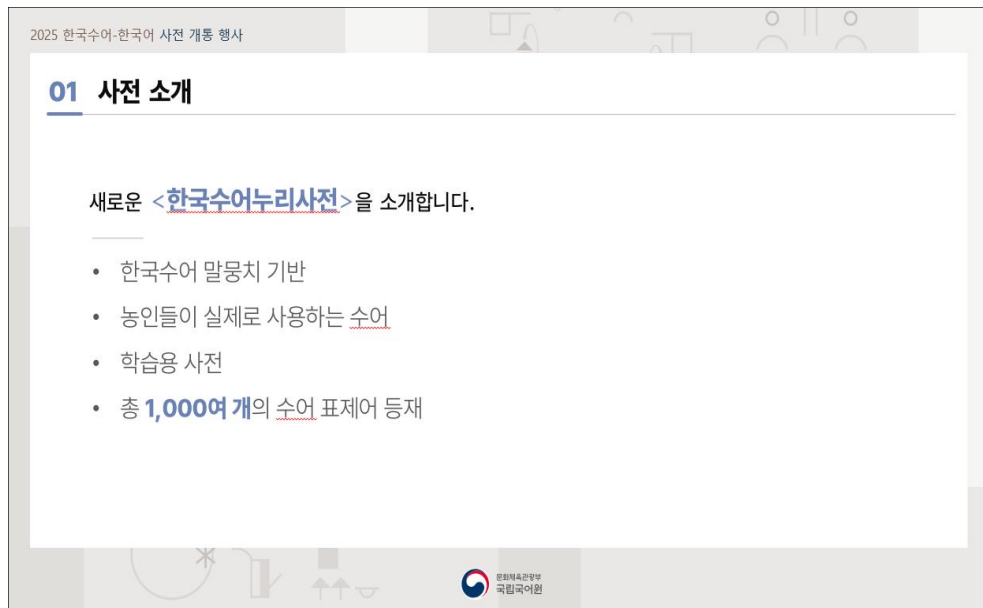 2025 한국수어-한국어 사전 개통 행사
01 사전 소개
새로운 <한국수어누리사전>을 소개합니다.
• 한국수어 말뭉치 기반
• 농인들이 실제로 사용하는 수어
• 학습용 사전
• 총 1,000여 개의 수어 표제어 등재
문화체육관광부
국립국어원